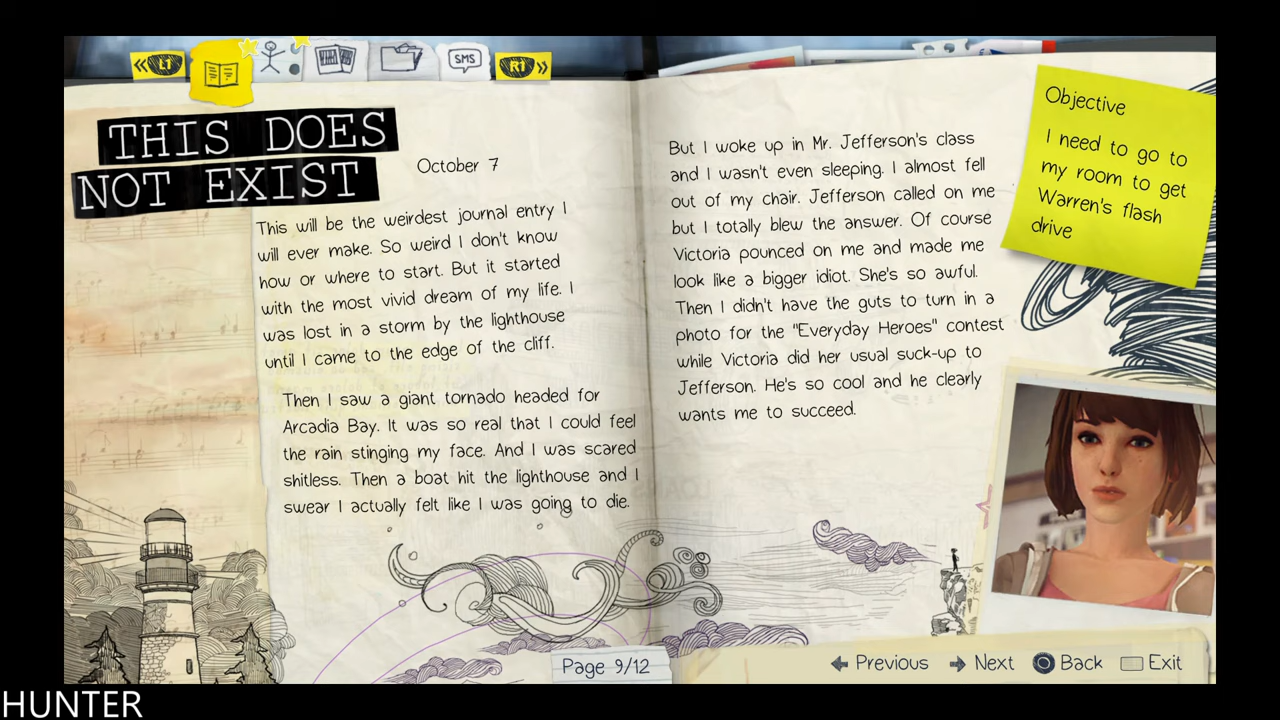 L1
SMS
R1
THIS DOES
NOT EXIST
October 7
This will be the weirdest journal entry I
will ever make. So weird I don't know
how or where to start. But it started
with the most vivid dream of my life. I
was lost in a storm by the lighthouse
until I came to the edge of the cliff.
Then I saw a giant tornado headed for
Arcadia Bay. It was so real that I could feel
the rain stinging my face. And I was scared
shitless. Then a boat hit the lighthouse and I
swear I actually felt like I was going to die.
But I woke up in Mr. Jefferson's class
and I wasn't even sleeping. I almost fell
out of my chair. Jefferson called on me
but I totally blew the answer. Of course
Victoria pounced on me and made me
look like a bigger idiot. She's so awful.
Then I didn't have the guts to turn in a
photo for the "Everyday Heroes" contest
while Victoria did her usual suck-up to
Jefferson. He's so cool and he clearly
wants me to succeed.
Objective
I need to go to
my room to get
Warren's flash
drive
Page 9/12
Previous
Next
Back
Exit
HUNTER